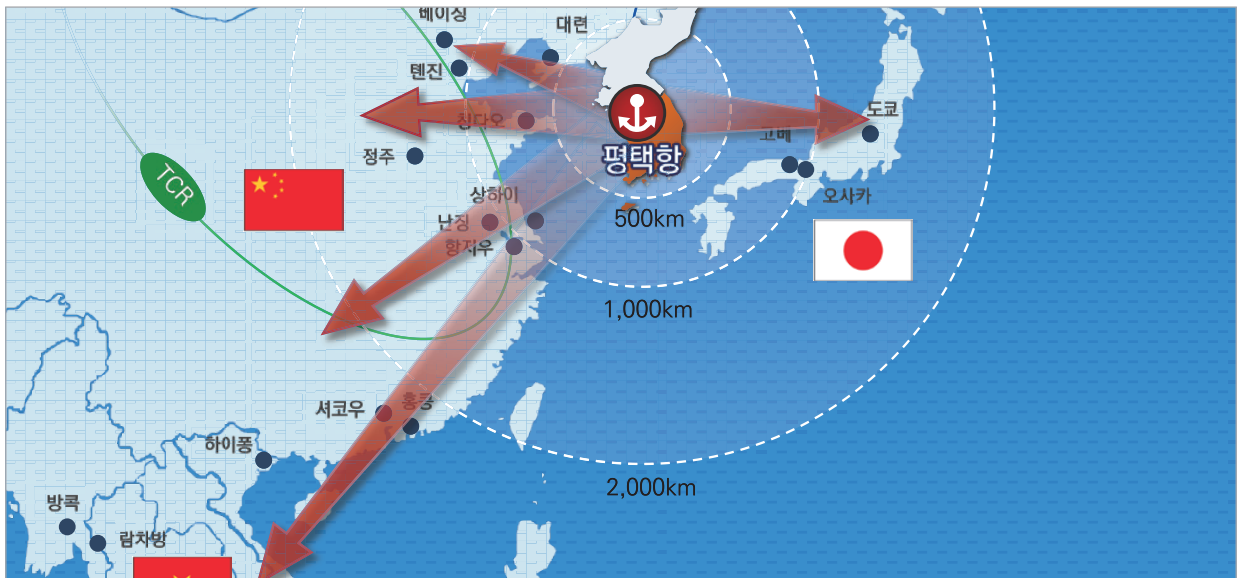 베이징
대련
톈진
칭다오
도쿄
고베
정주
평택항
TCR
상하이
오사카
난징
항저우
500km
1,000km
셔코우
홍콩
하이퐁
2,000km
방콕
람차방